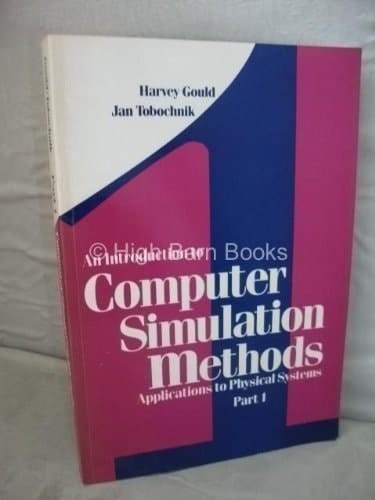 Harvey Gould
Jan Tobochnik
© High Barn Books
An Introduction to
Computer
Simulation
Methods
Applications to Physical Systems
Part 1
1